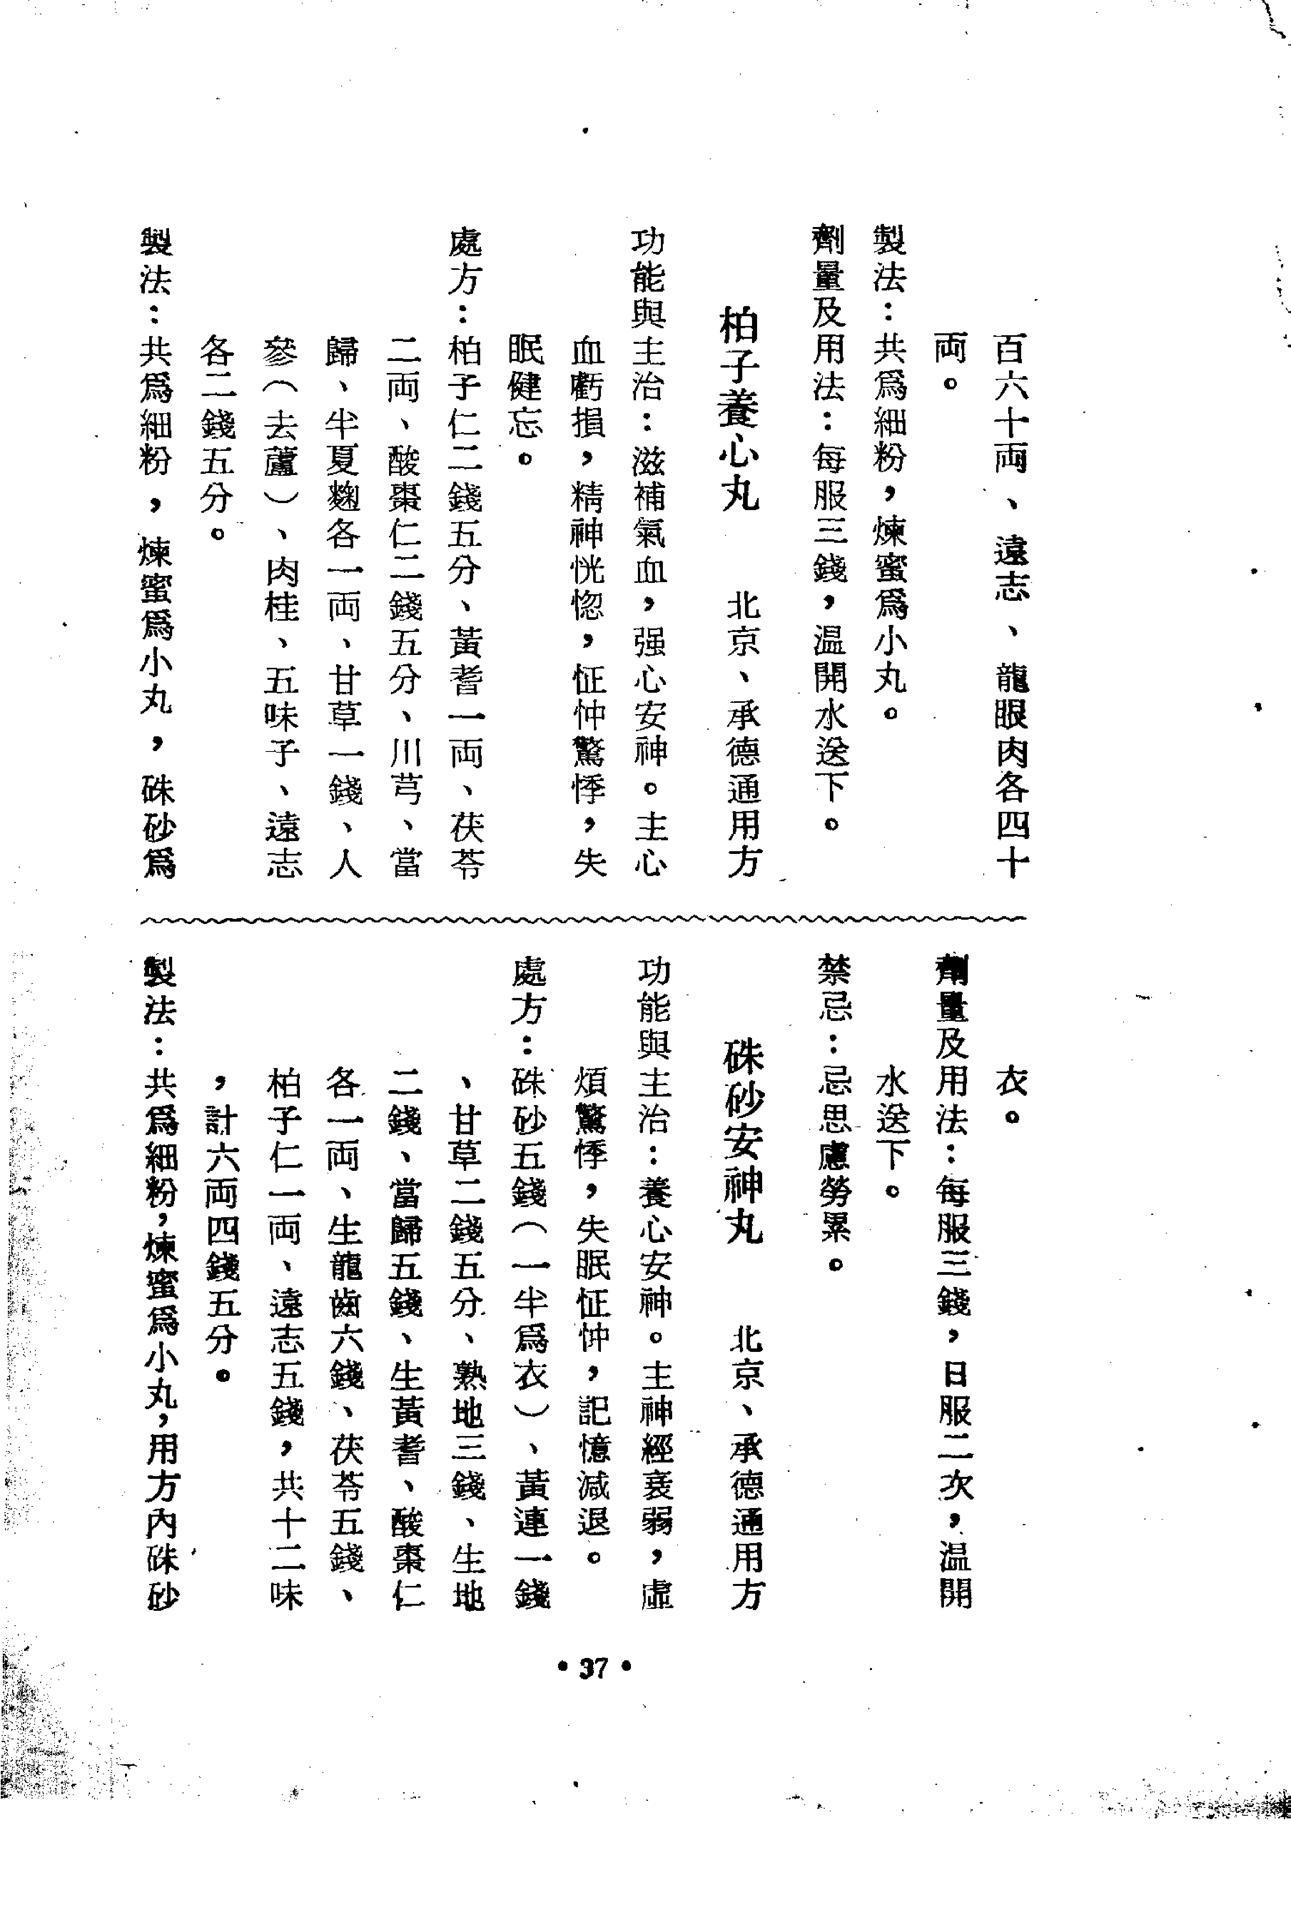 百六十両、遠志、龍眼肉各四十
両。
製法：共爲細粉，煉蜜爲小丸。
劑量及用法：每服三錢，温開水送下。
柏子養心丸　北京、承德通用方
功能與主治：滋補氣血，强心安神。主心
血虧損，精神恍惚，怔忡驚悸，失
眠健忘。
處方：柏子仁二錢五分、黃耆一両、茯苓
二両、酸棗仁二錢五分、川芎、當
歸、半夏麯各一両、甘草一錢、人
參（去蘆）、肉桂、五味子、遠志
各二錢五分。
製法：共爲細粉，煉蜜爲小丸，硃砂爲
衣。
劑量及用法：每服三錢，日服二次，温開
水送下。
禁忌：忌思慮勞累。
硃砂安神丸　北京、承德通用方
功能與主治：養心安神。主神經衰弱，虛
煩驚悸，失眠怔忡，記憶減退。
處方：硃砂五錢（一半爲衣）、黃連一錢
、甘草二錢五分、熟地三錢、生地
二錢、當歸五錢、生黃耆、酸棗仁
各一両、生龍齒六錢、茯苓五錢、
柏子仁一両、遠志五錢，共十二味
，計六両四錢五分。
製法：共爲細粉，煉蜜爲小丸，用方內硃砂
•37•